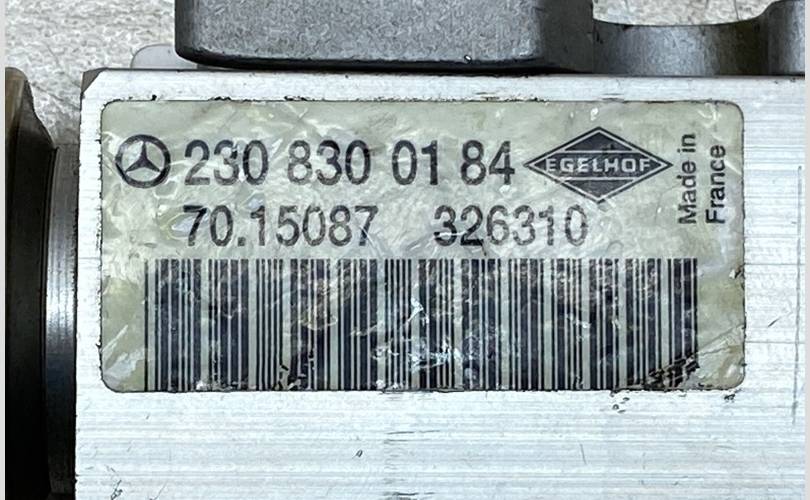 230 830 01 84
EGELHOF
70.15087 326310
Made in
France